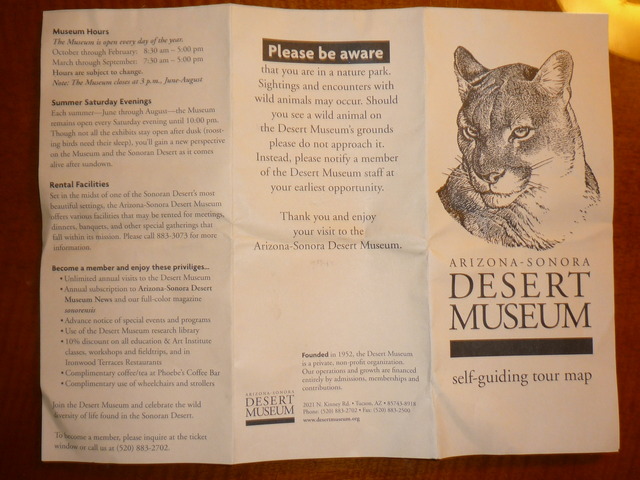 Museum Hours
The Museum is open every day of the year.
October through February: 8:30 am – 5:00 pm
March through September: 7:30 am – 5:00 pm
Hours are subject to change.
Note: The Museum closes at 3 p.m., June-August
Summer Saturday Evenings
Each summer—June through August—the Museum
remains open every Saturday evening until 10:00 pm.
Though not all the exhibits stay open after dusk (roost-
ing birds need their sleep), you'll gain a new perspective
on the Museum and the Sonoran Desert as it comes
alive after sundown.
Rental Facilities
Set in the midst of one of the Sonoran Desert's most
beautiful settings, the Arizona-Sonora Desert Museum
offers various facilities that may be rented for meetings,
dinners, banquets, and other special gatherings that
fall within its mission. Please call 883-3073 for more
information.
Become a member and enjoy these priviliges...
• Unlimited annual visits to the Desert Museum
• Annual subscription to Arizona-Sonora Desert
Museum News and our full-color magazine
sonorensis
• Advance notice of special events and programs
• Use of the Desert Museum research library
• 10% discount on all education & Art Institute
classes, workshops and fieldtrips, and in
Ironwood Terraces Restaurants
• Complimentary coffee/tea at Phoebe's Coffee Bar
• Complimentary use of wheelchairs and strollers
Join the Desert Museum and celebrate the wild
diversity of life found in the Sonoran Desert.
To become a member, please inquire at the ticket
window or call us at (520) 883-2702.
Please be aware
that you are in a nature park.
Sightings and encounters with
wild animals may occur. Should
you see a wild animal on
the Desert Museum's grounds
please do not approach it.
Instead, please notify a member
of the Desert Museum staff at
your earliest opportunity.
Thank you and enjoy
your visit to the
Arizona-Sonora Desert Museum.
ARIZONA-SONORA
DESERT
MUSEUM
Founded in 1952, the Desert Museum
is a private, non-profit organization.
Our operations and growth are financed
entirely by admissions, memberships and
contributions.
2021 N. Kinney Rd. • Tucson, AZ • 85743-8918
Phone: (520) 883-2702 • Fax (520) 883-2500
www.desertmuseum.org
ARIZONA-SONORA
DESERT
MUSEUM
self-guiding tour map